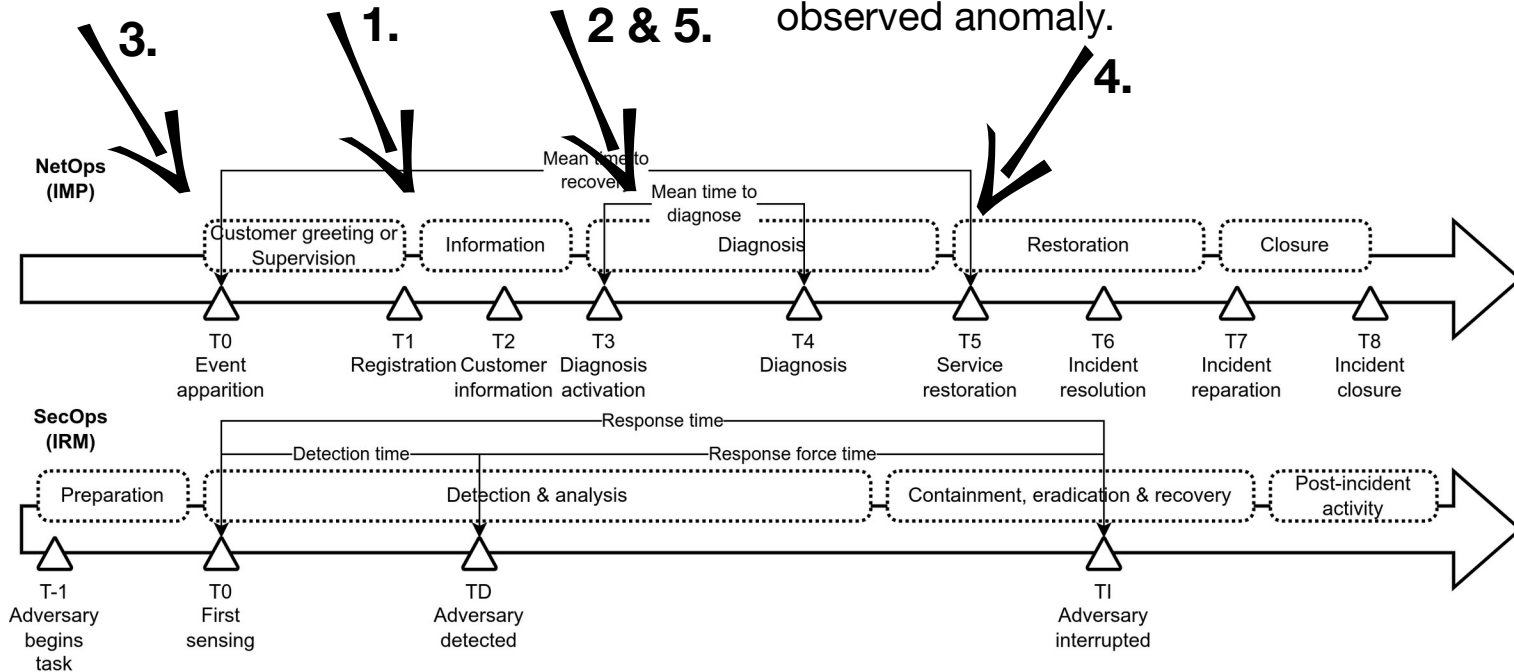 observed anomaly.
3.
1.
2 & 5.
4.
NetOps
(IMP)
Mean time to
recovery
Mean time to
diagnose
Customer greeting or
Supervision
Information
Diagnosis
Restoration
Closure
T0
Event
apparition
T1
Registration
T2
Customer
information
T3
Diagnosis
activation
T4
Diagnosis
T5
Service
restoration
T6
Incident
resolution
T7
Incident
reparation
T8
Incident
closure
SecOps
(IRM)
Response time
Detection time
Response force time
Preparation
Detection & analysis
Containment, eradication & recovery
Post-incident
activity
T-1
Adversary
begins
task
T0
First
sensing
TD
Adversary
detected
TI
Adversary
interrupted